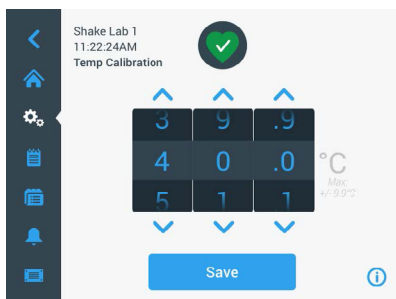 Shake Lab 1
11:22:24AM
Temp Calibration
3 9 .9
4 0 .0
°C
5 1 .1
Max:
+/- 9.9°C
Save